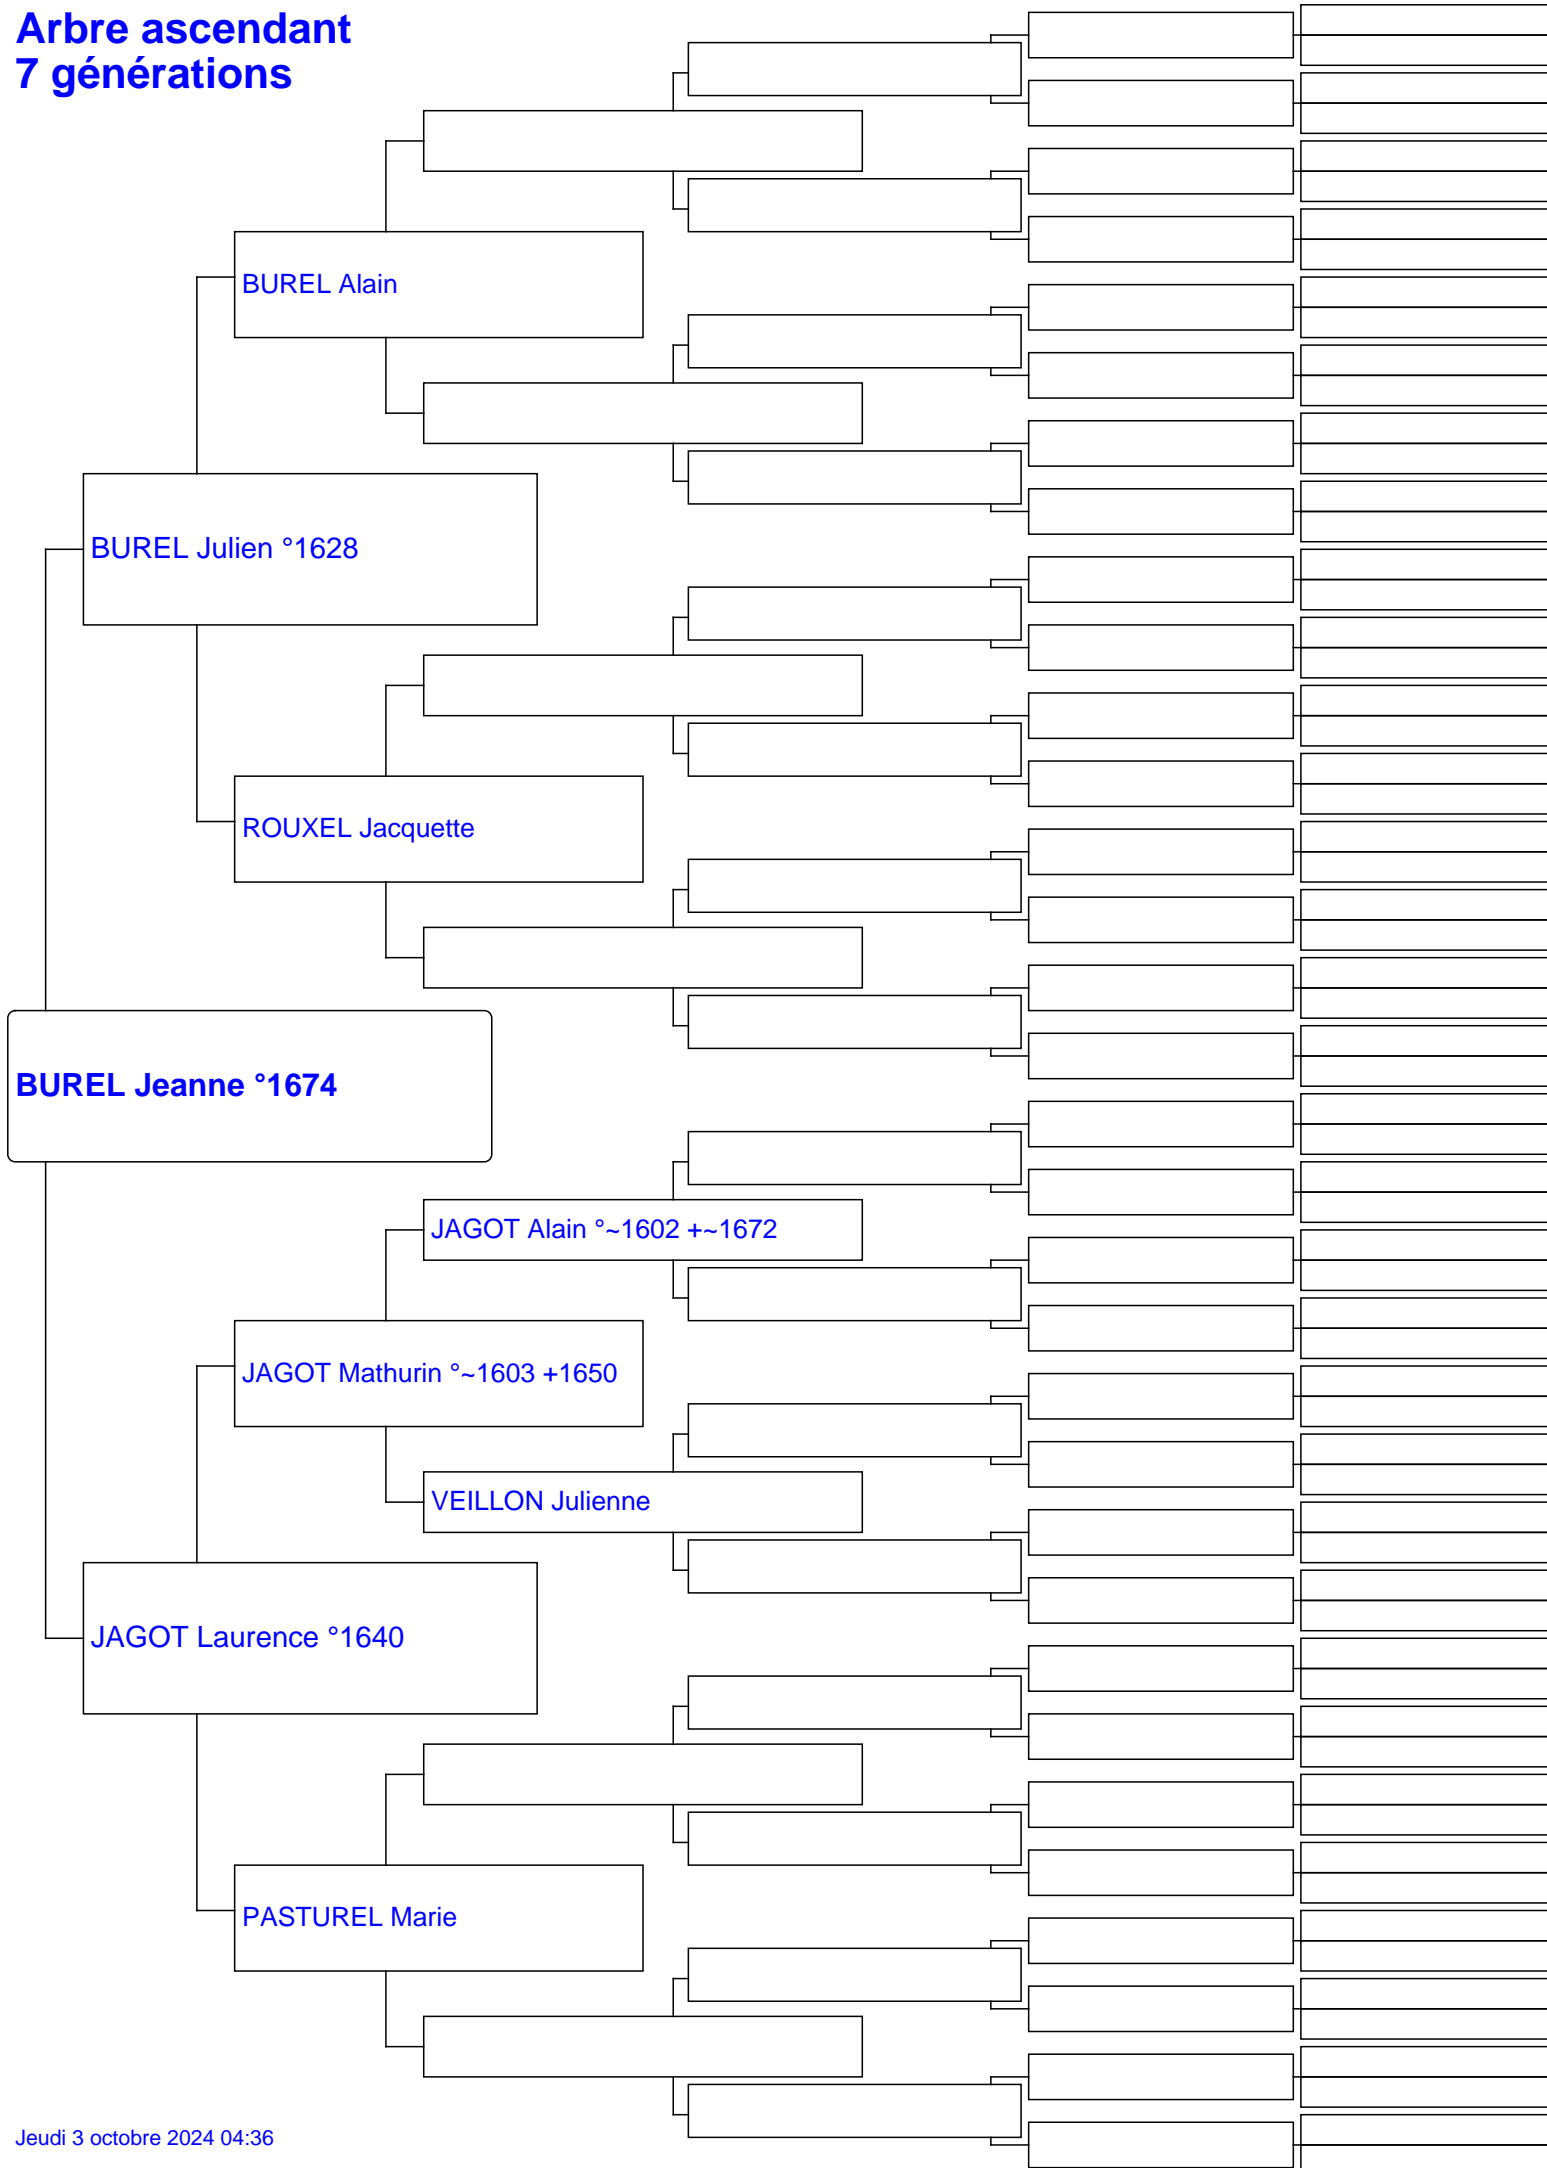 Arbre ascendant
7 générations
BUREL Alain
BUREL Julien °1628
ROUXEL Jacquette
BUREL Jeanne °1674
JAGOT Alain °~1602 +~1672
JAGOT Mathurin °~1603 +1650
VEILLON Julienne
JAGOT Laurence °1640
PASTUREL Marie
Jeudi 3 octobre 2024 04:36